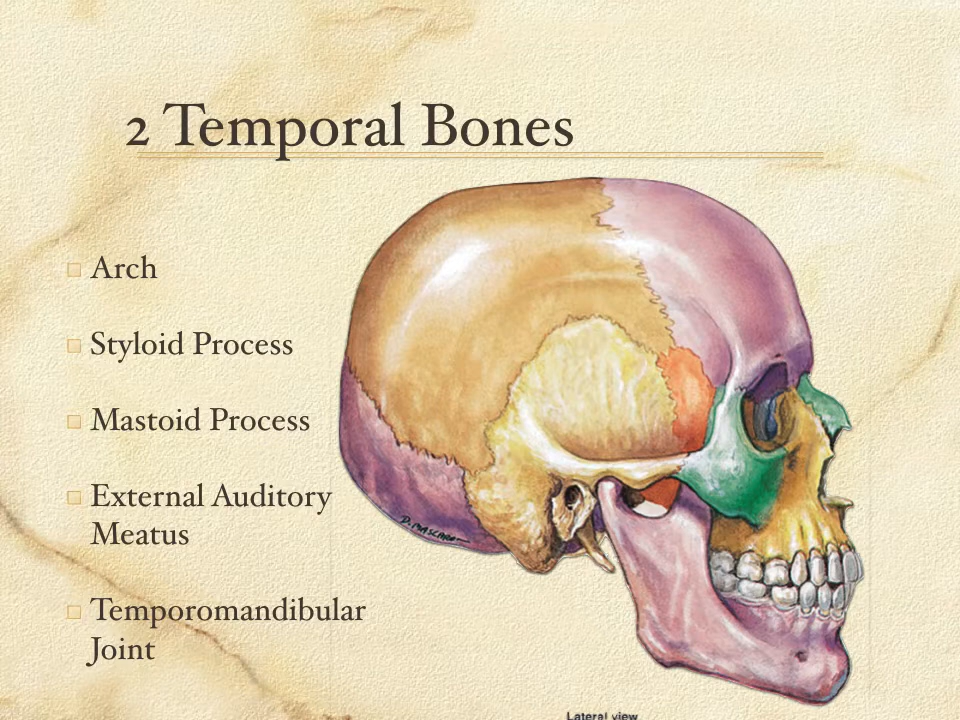 2 Temporal Bones
Arch
Styloid Process
Mastoid Process
External Auditory
Meatus
Temporomandibular
Joint
Lateral view